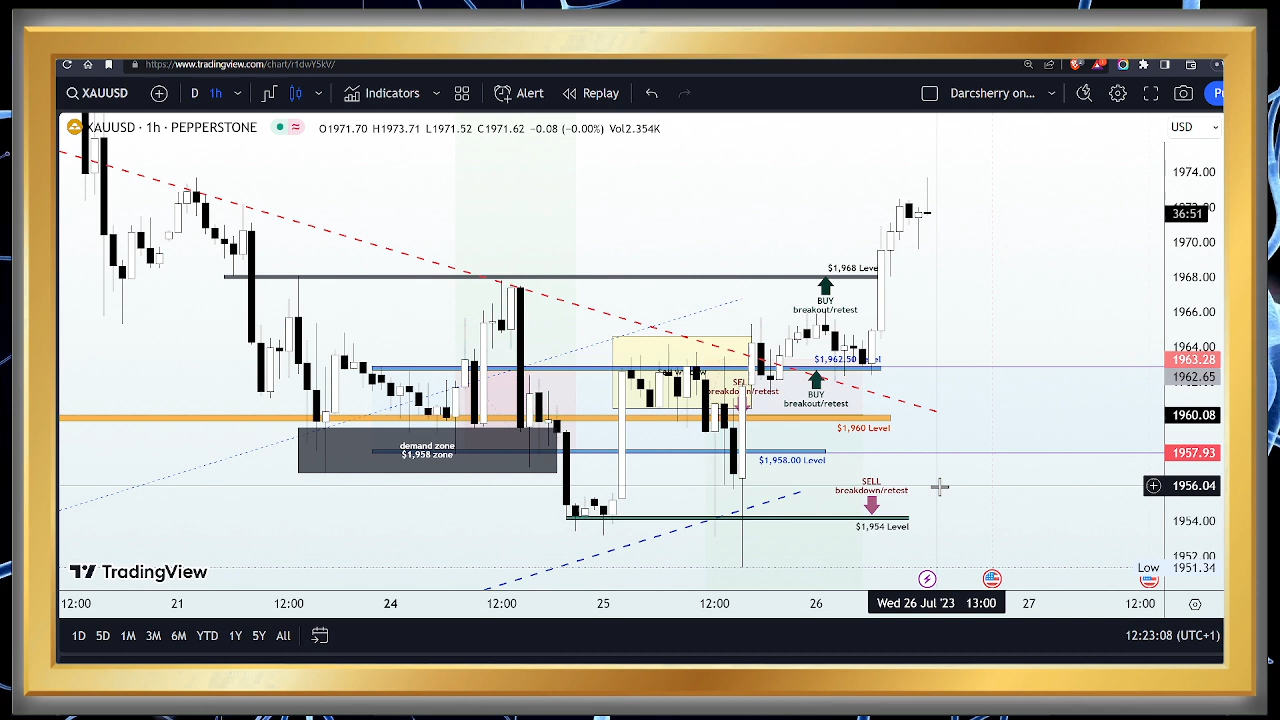 https://www.tradingview.com/chart/r1dwY5kV/
XAUUSD D 1h Indicators Alert Replay Darsherry on...
XAUUSD · 1h · PEPPERSTONE O1971.70 H1973.71 L1971.52 C1971.62 -0.08 (-0.00%) Vol2.354K
USD
1974.00
36:51
1970.00
$1,968 Level
1968.00
BUY
breakout/retest
1966.00
1964.00
$1,962.50 Level
1963.28
1962.65
SELL
breakdown/retest
BUY
breakout/retest
1960.08
$1,960 Level
demand zone
$1,958 zone
1957.93
$1,958.00 Level
SELL
breakdown/retest
1956.04
1954.00
$1,954 Level
1952.00
Low 1951.34
TradingView
12:00 21 12:00 24 12:00 25 12:00 26 Wed 26 Jul '23 13:00 27 12:00
1D 5D 1M 3M 6M YTD 1Y 5Y All
12:23:08 (UTC+1)